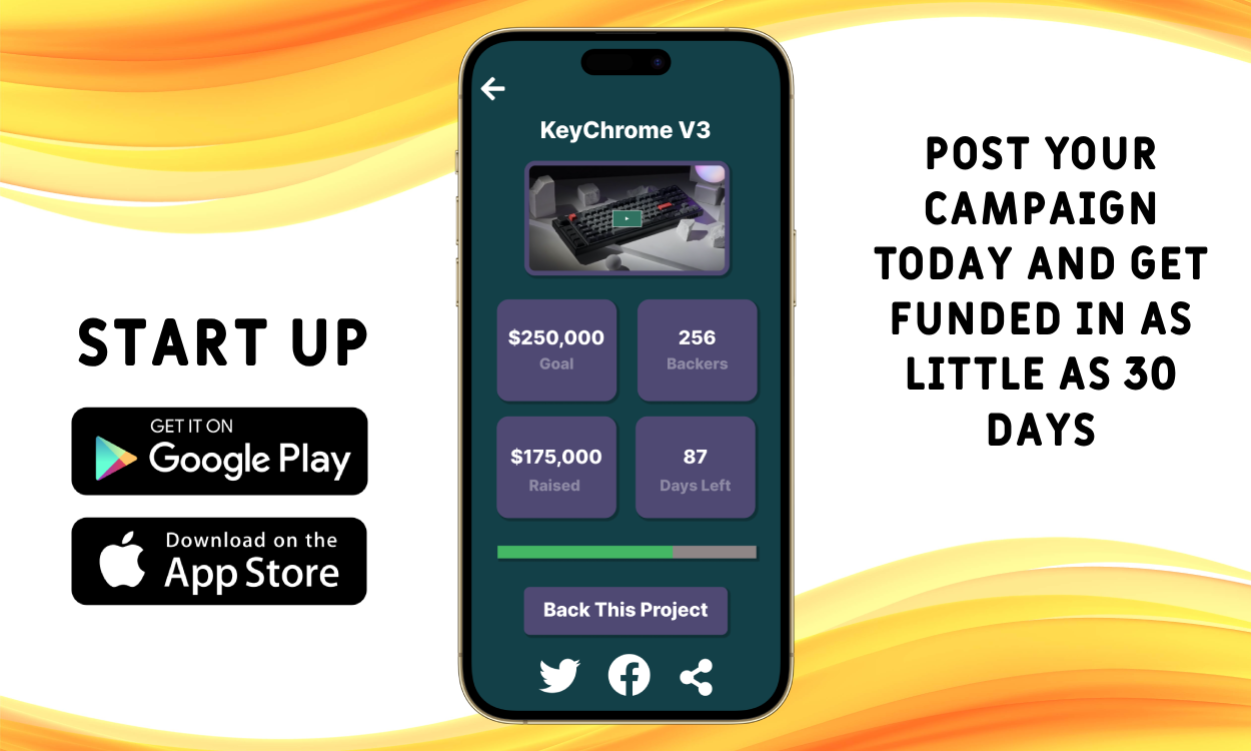 START UP
GET IT ON
Google Play
Download on the
App Store
KeyChrome V3
$250,000
Goal
256
Backers
$175,000
Raised
87
Days Left
Back This Project
POST YOUR
CAMPAIGN
TODAY AND GET
FUNDED IN AS
LITTLE AS 30
DAYS